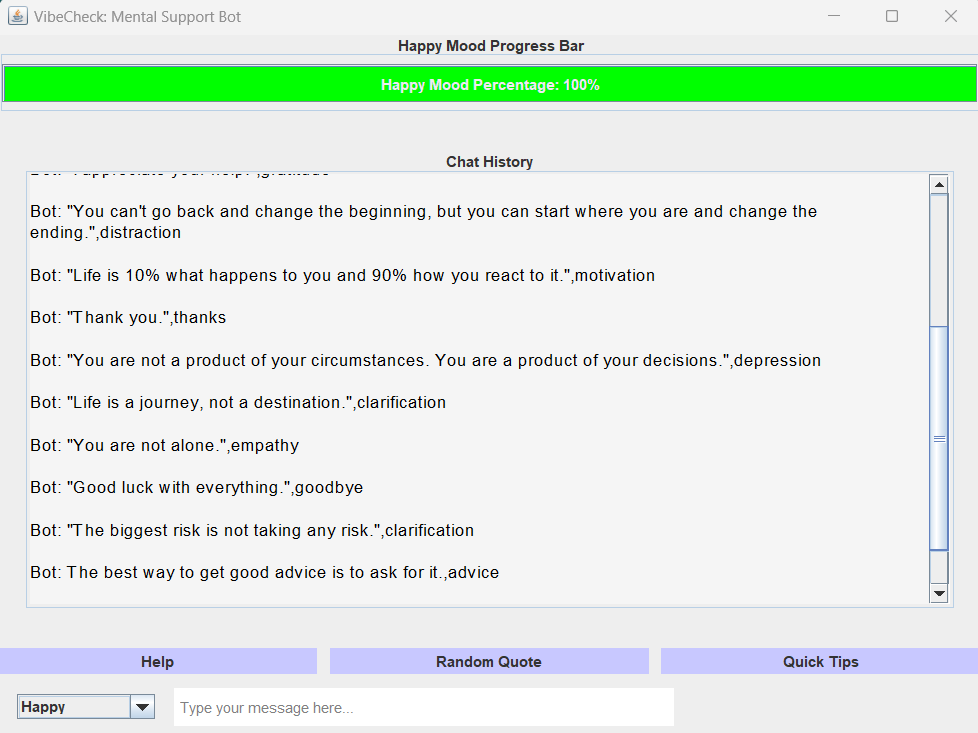 VibeCheck: Mental Support Bot
Happy Mood Progress Bar
Happy Mood Percentage: 100%
Chat History
Bot: "I appreciate your help.",gratitude
Bot: "You can't go back and change the beginning, but you can start where you are and change the
ending.",distraction
Bot: "Life is 10% what happens to you and 90% how you react to it.",motivation
Bot: "Thank you.",thanks
Bot: "You are not a product of your circumstances. You are a product of your decisions.",depression
Bot: "Life is a journey, not a destination.",clarification
Bot: "You are not alone.",empathy
Bot: "Good luck with everything.",goodbye
Bot: "The biggest risk is not taking any risk.",clarification
Bot: The best way to get good advice is to ask for it.,advice
Help
Random Quote
Quick Tips
Happy
Type your message here...